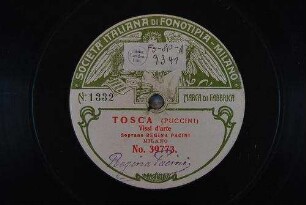 SOCIETÀ ITALIANA DI FONOTIPIA - MILANO
Nº 1332
MARCA DI FABBRICA
TOSCA (PUCCINI)
Vissi d'arte
Soprano REGINA PACINI
MILANO
No. 39773.
Regina Pacini